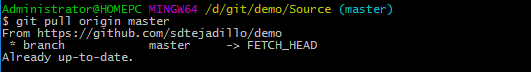 Administrator@HOMEPC MINGW64 /d/git/demo/Source (master)
$ git pull origin master
From https://github.com/sdtejadillo/demo
 * branch            master     -> FETCH_HEAD
Already up-to-date.